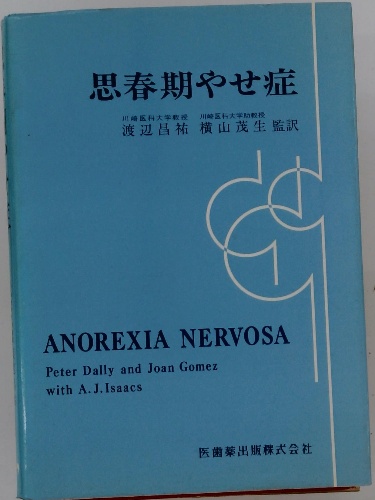 思春期やせ症
川崎医科大学教授 川崎医科大学助教授
渡辺昌祐 横山茂生 監訳
ANOREXIA NERVOSA
Peter Dally and Joan Gomez
with A.J.Isaacs
医歯薬出版株式会社